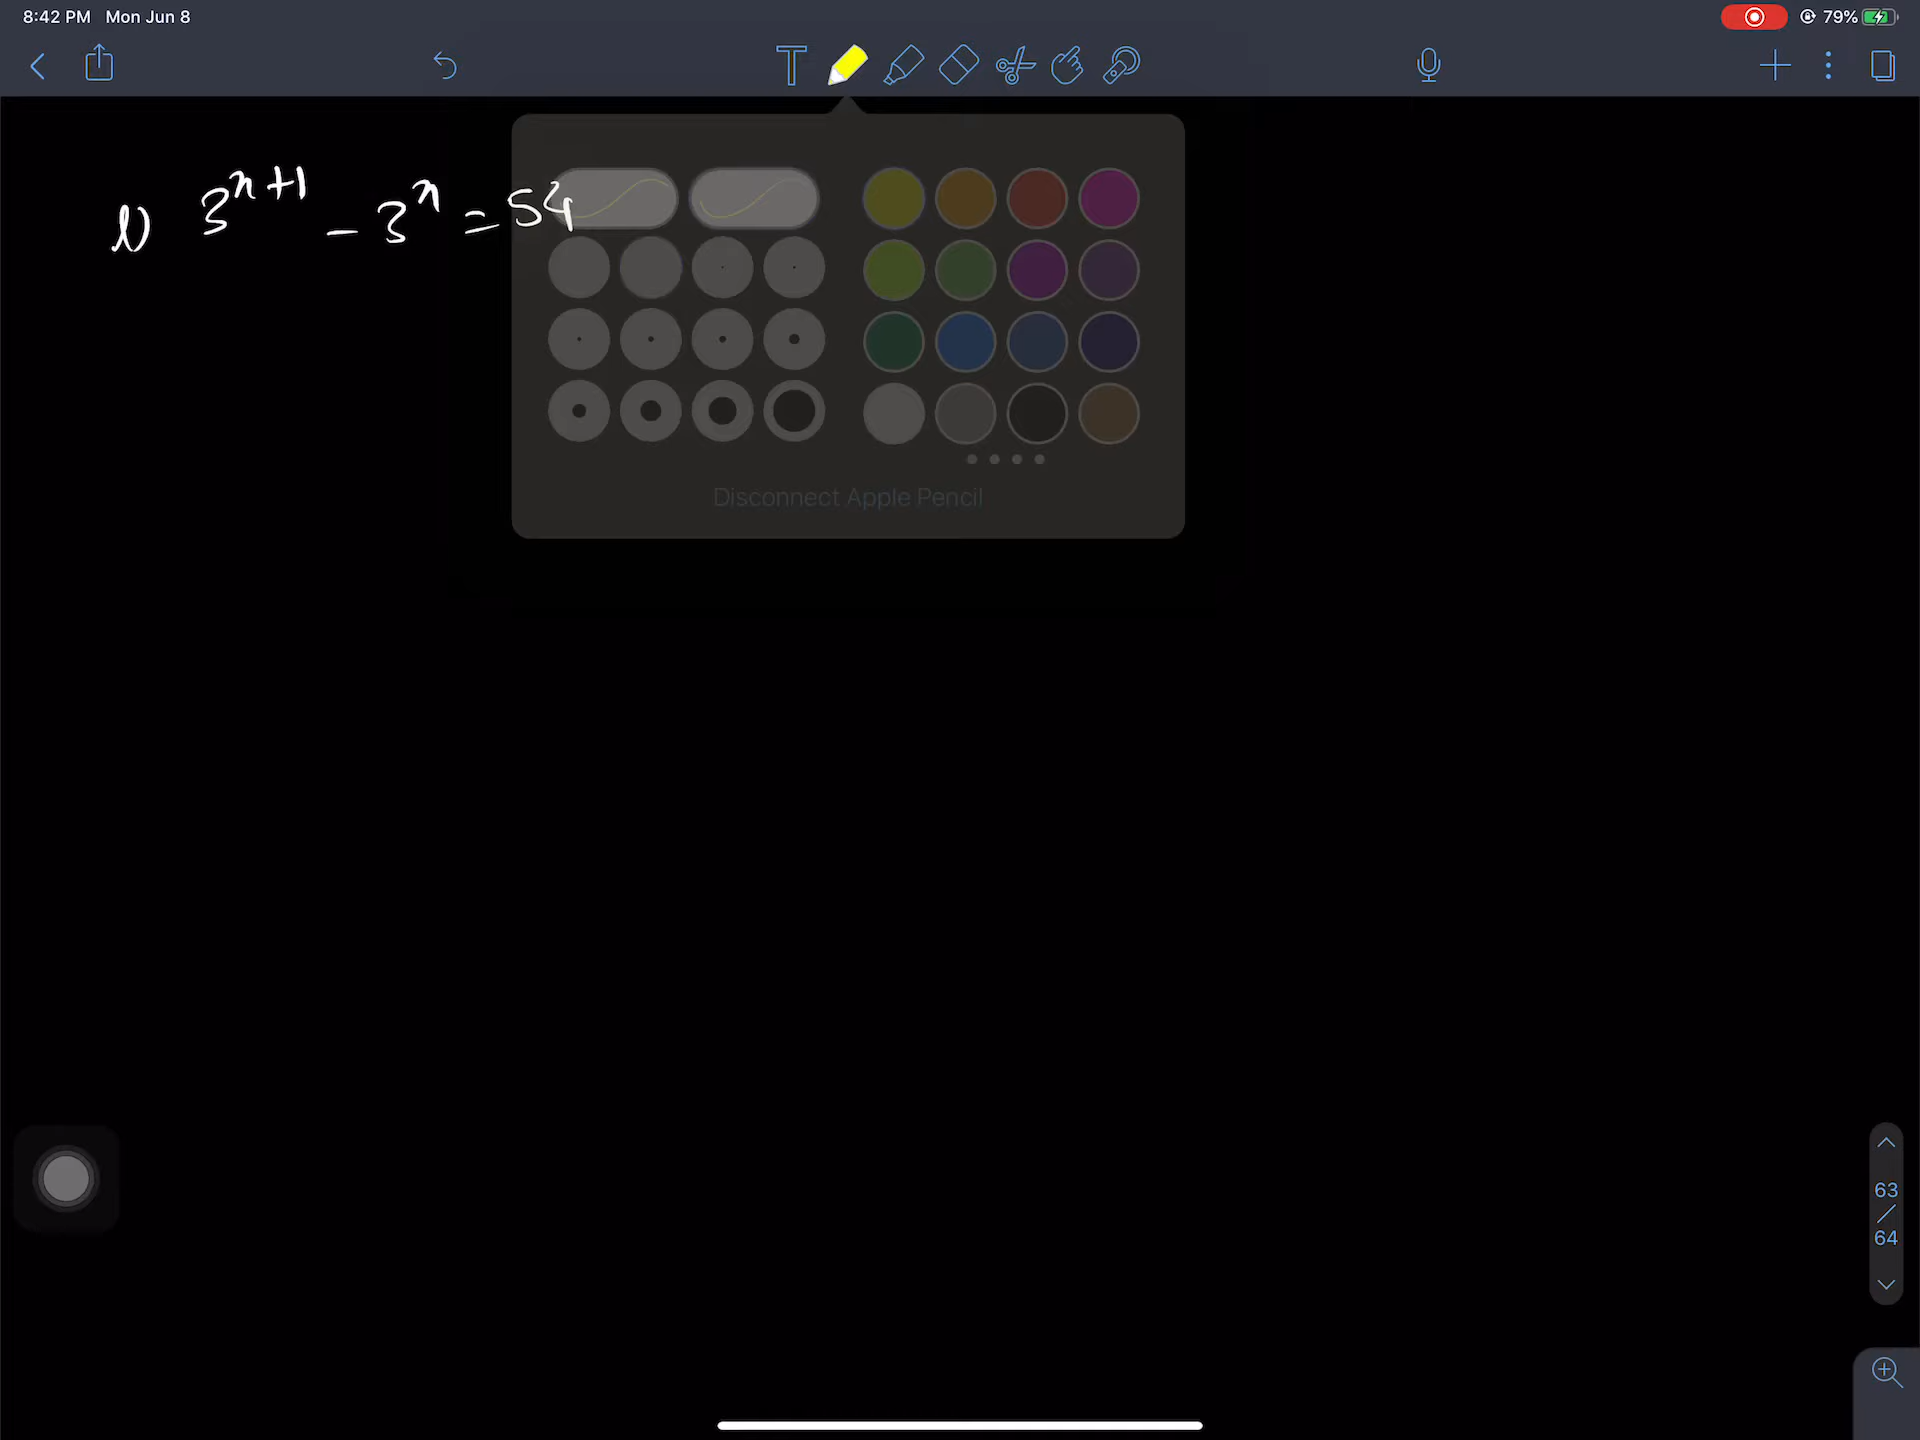 8:42 PM Mon Jun 8
79%
T
1) 3^{x+1} - 3^x = 54
Disconnect Apple Pencil
63
/
64